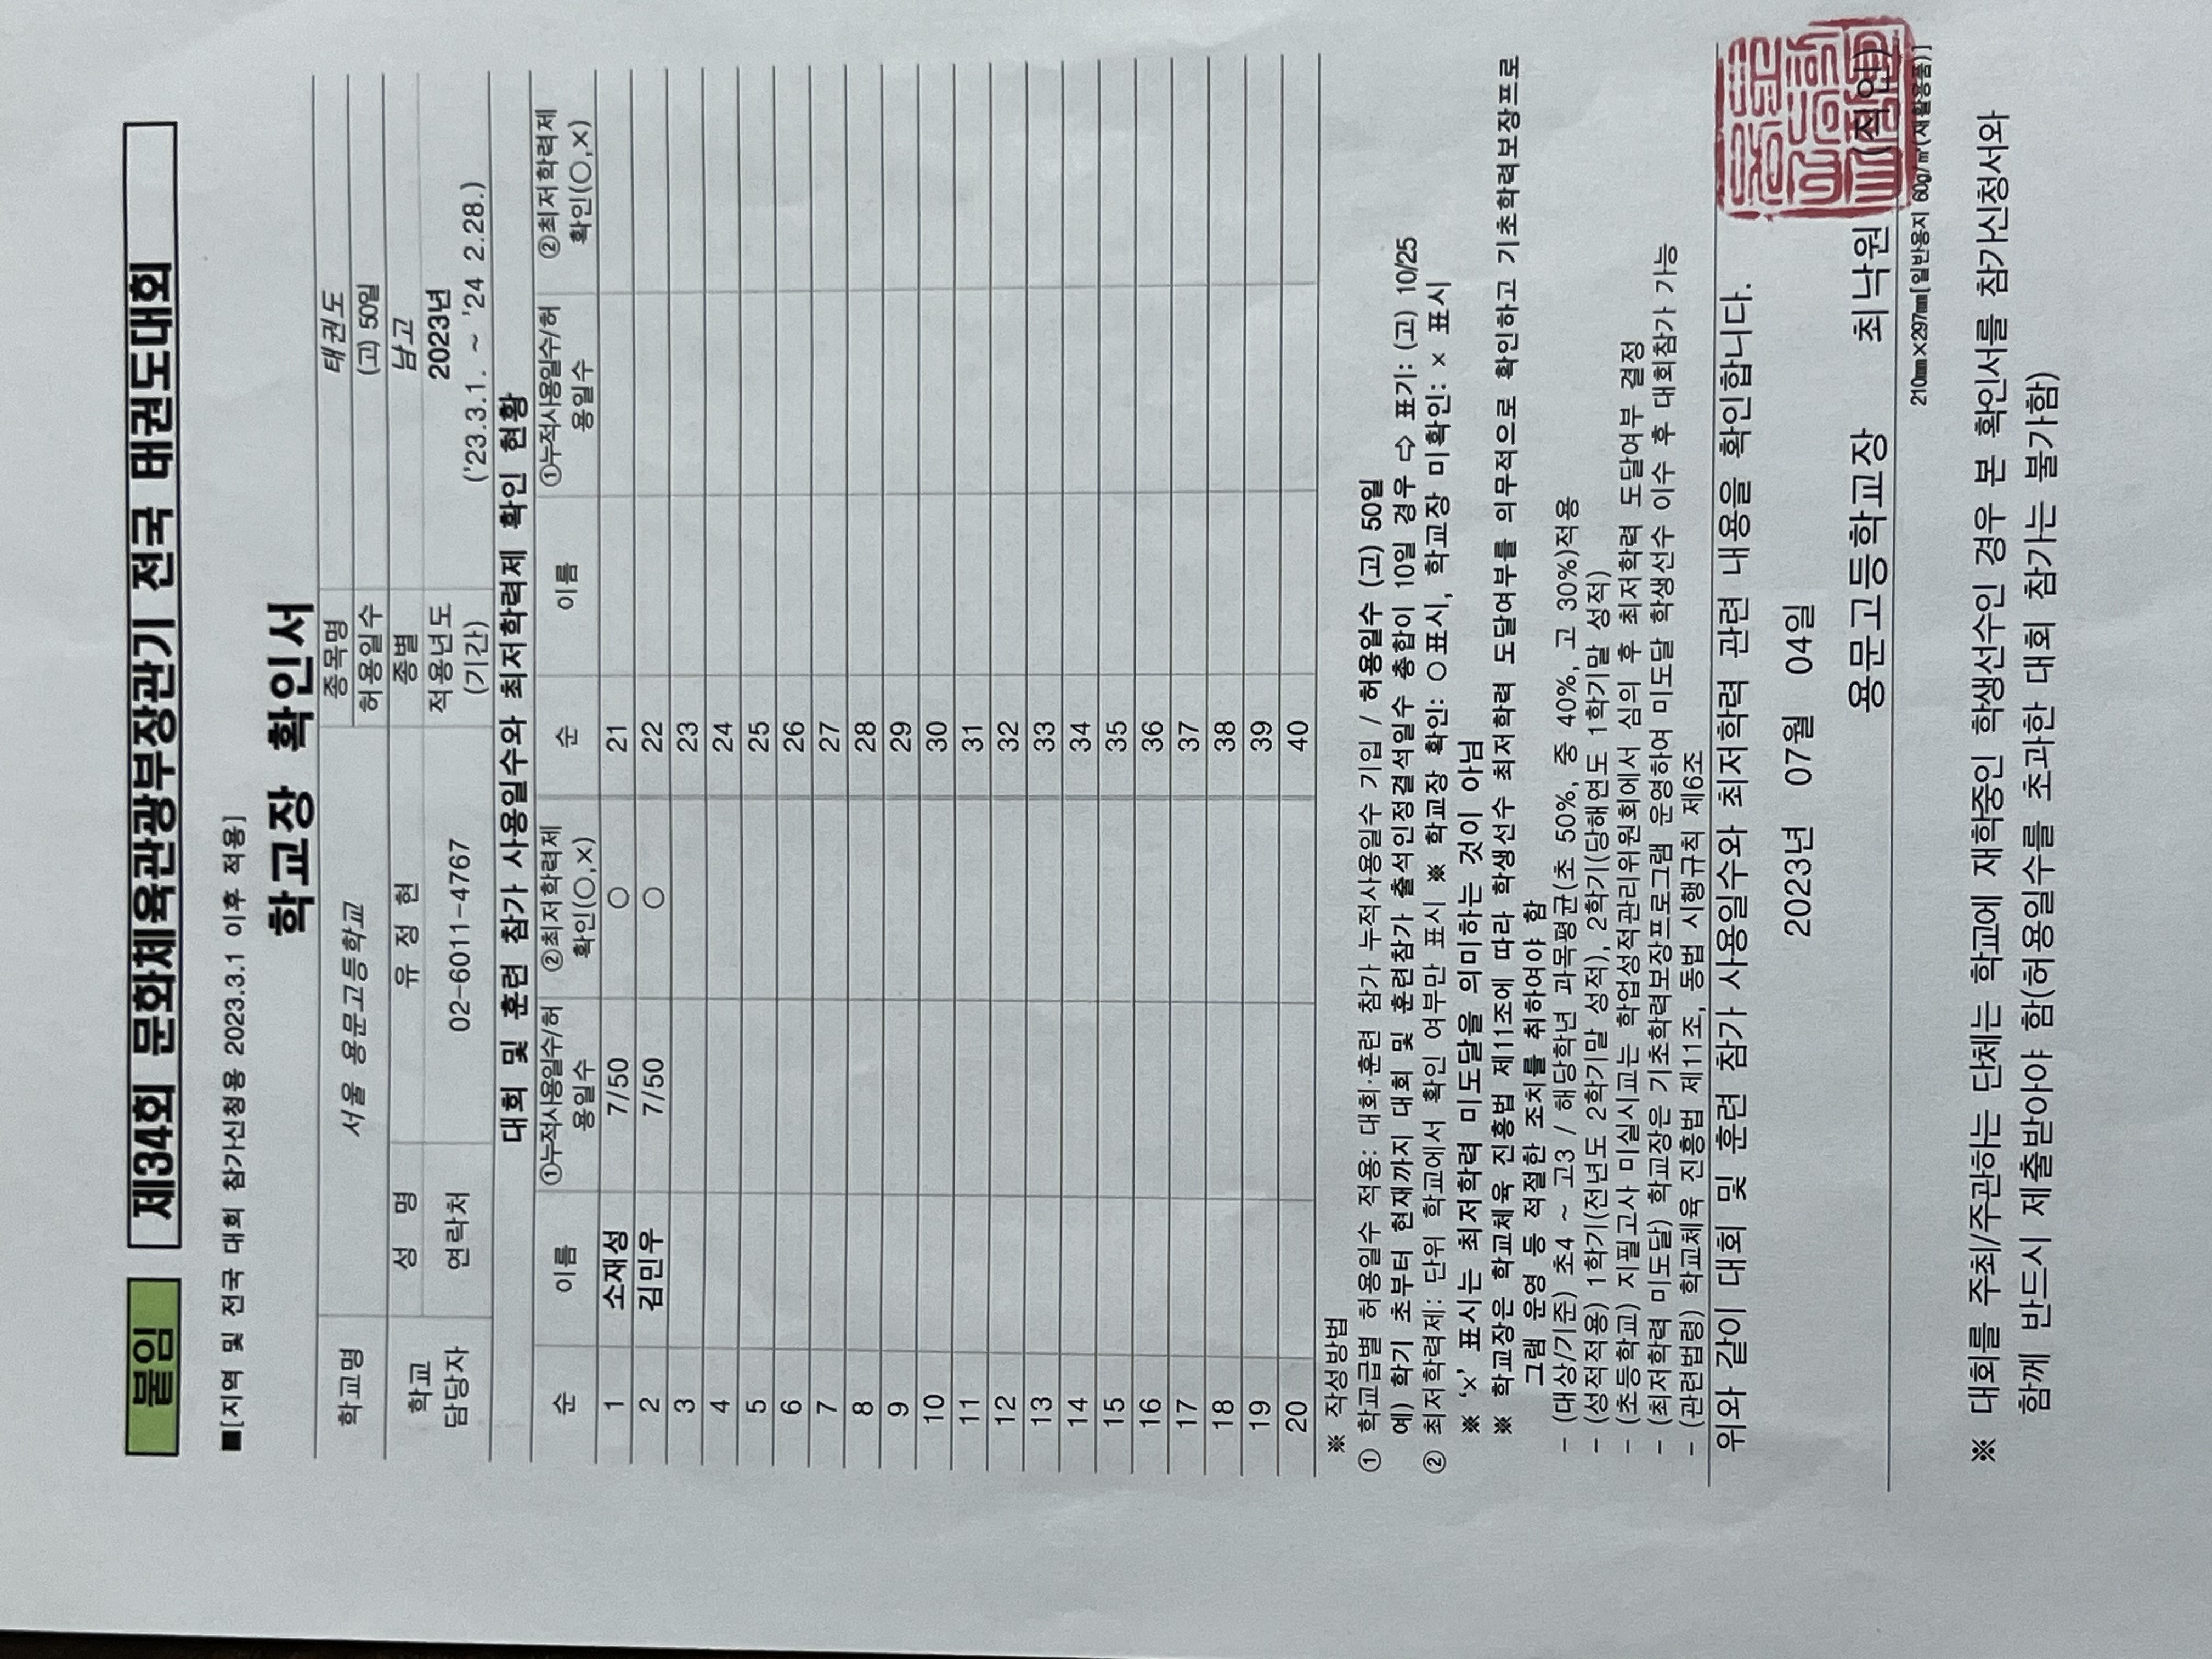 붙임 제34회 문화체육관광부장관기 전국 태권도대회
■[지역 및 전국 대회 참가신청용 2023.3.1 이후 적용]
학교장 확인서
학교명 서울 용문고등학교 종목명 태권도
허용일수 (고) 50일
학교 담당자 성 명 유 정 현 종별 남고
연락처 02-6011-4767 적용년도 (기간) 2023년 ('23.3.1. ~ '24 2.28.)
대회 및 훈련 참가 사용일수와 최저학력제 확인 현황
순 이름 ①누적사용일수/허용일수 ②최저학력제 확인(○,×) 순 이름 ①누적사용일수/허용일수 ②최저학력제 확인(○,×)
1 소재성 7/50 ○ 21
2 김민우 7/50 ○ 22
3 23
4 24
5 25
6 26
7 27
8 28
9 29
10 30
11 31
12 32
13 33
14 34
15 35
16 36
17 37
18 38
19 39
20 40
※ 작성방법
① 학교급별 허용일수 적용: 대회·훈련 참가 누적사용일수 기입 / 허용일수 (고) 50일
예) 학기 초부터 현재까지 대회 및 훈련참가 출석인정결석일수 총합이 10일 경우 ⇨ 표기: (고) 10/25
② 최저학력제: 단위 학교에서 확인 여부만 표시 ※ 학교장 확인: ○표시, 학교장 미확인: × 표시
※ '×' 표시는 최저학력 미도달을 의미하는 것이 아님
※ 학교장은 학교체육 진흥법 제11조에 따라 학생선수 최저학력 도달여부를 의무적으로 확인하고 기초학력보장프로
그램 운영 등 적절한 조치를 취하여야 함
- (대상/기준) 초4 ~ 고3 / 해당학년 과목평균(초 50%, 중 40%, 고 30%)적용
- (성적적용) 1학기(전년도 2학기말 성적), 2학기(당해연도 1학기말 성적)
- (초등학교) 지필고사 미실시교는 학업성적관리위원회에서 심의 후 최저학력 도달여부 결정
- (최저학력 미도달) 학교장은 기초학력보장프로그램 운영하여 미도달 학생선수 이수 후 대회참가 가능
- (관련법령) 학교체육 진흥법 제11조, 동법 시행규칙 제6조
위와 같이 대회 및 훈련 참가 사용일수와 최저학력 관련 내용을 확인합니다.
2023년 07월 04일
용문고등학교장 최낙원 (직인)
210㎜×297㎜[일반용지 60g/㎡(재활용품)]
※ 대회를 주최/주관하는 단체는 학교에 재학중인 학생선수인 경우 본 확인서를 참가신청서와
함께 반드시 제출받아야 함(허용일수를 초과한 대회 참가는 불가함)